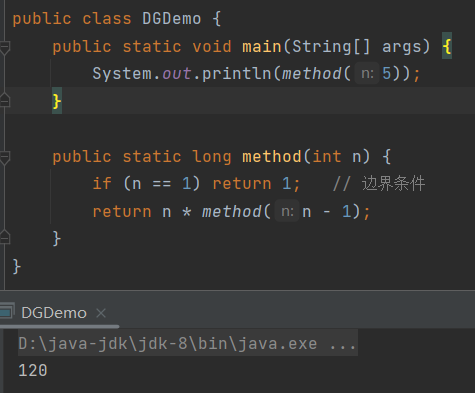 public class DGDemo {
public static void main(String[] args) {
System.out.println(method( n: 5));
}
public static long method(int n) {
if (n == 1) return 1;   // 边界条件
return n * method( n: n - 1);
}
}
DGDemo ×
D:\java-jdk\jdk-8\bin\java.exe ...
120